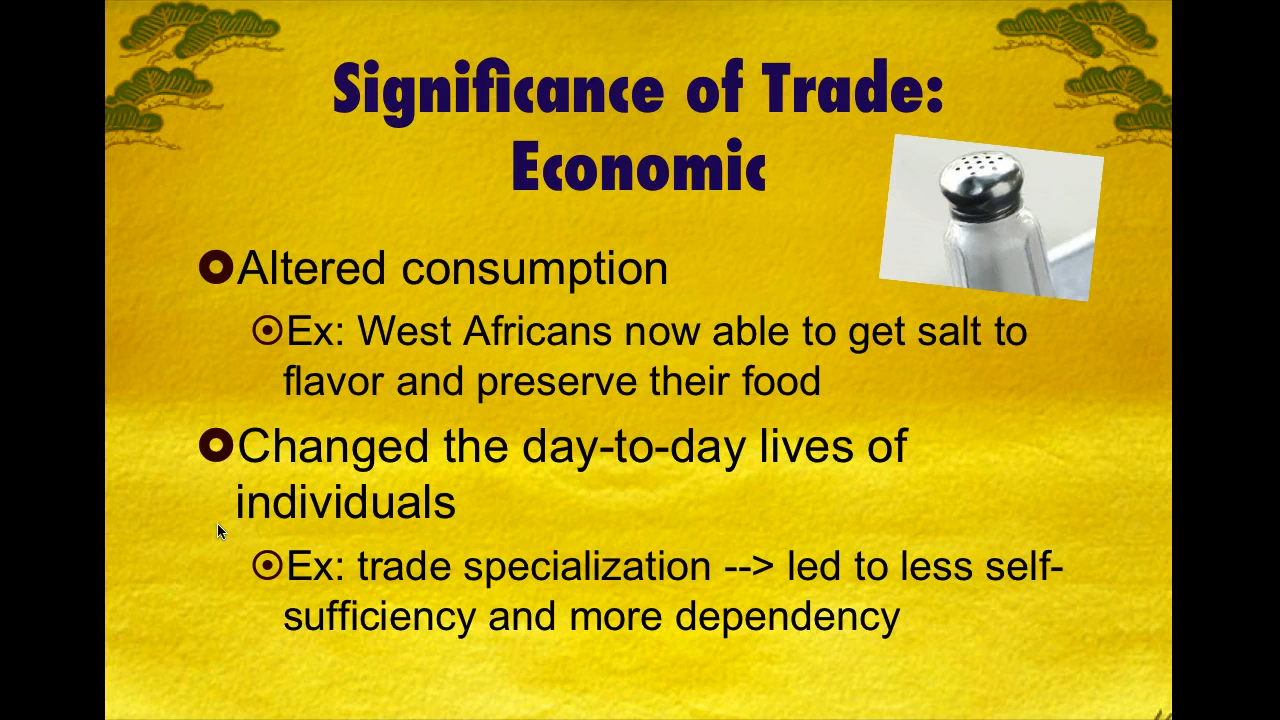 Significance of Trade:
Economic
Altered consumption
Ex: West Africans now able to get salt to
flavor and preserve their food
Changed the day-to-day lives of
individuals
Ex: trade specialization --> led to less self-
sufficiency and more dependency